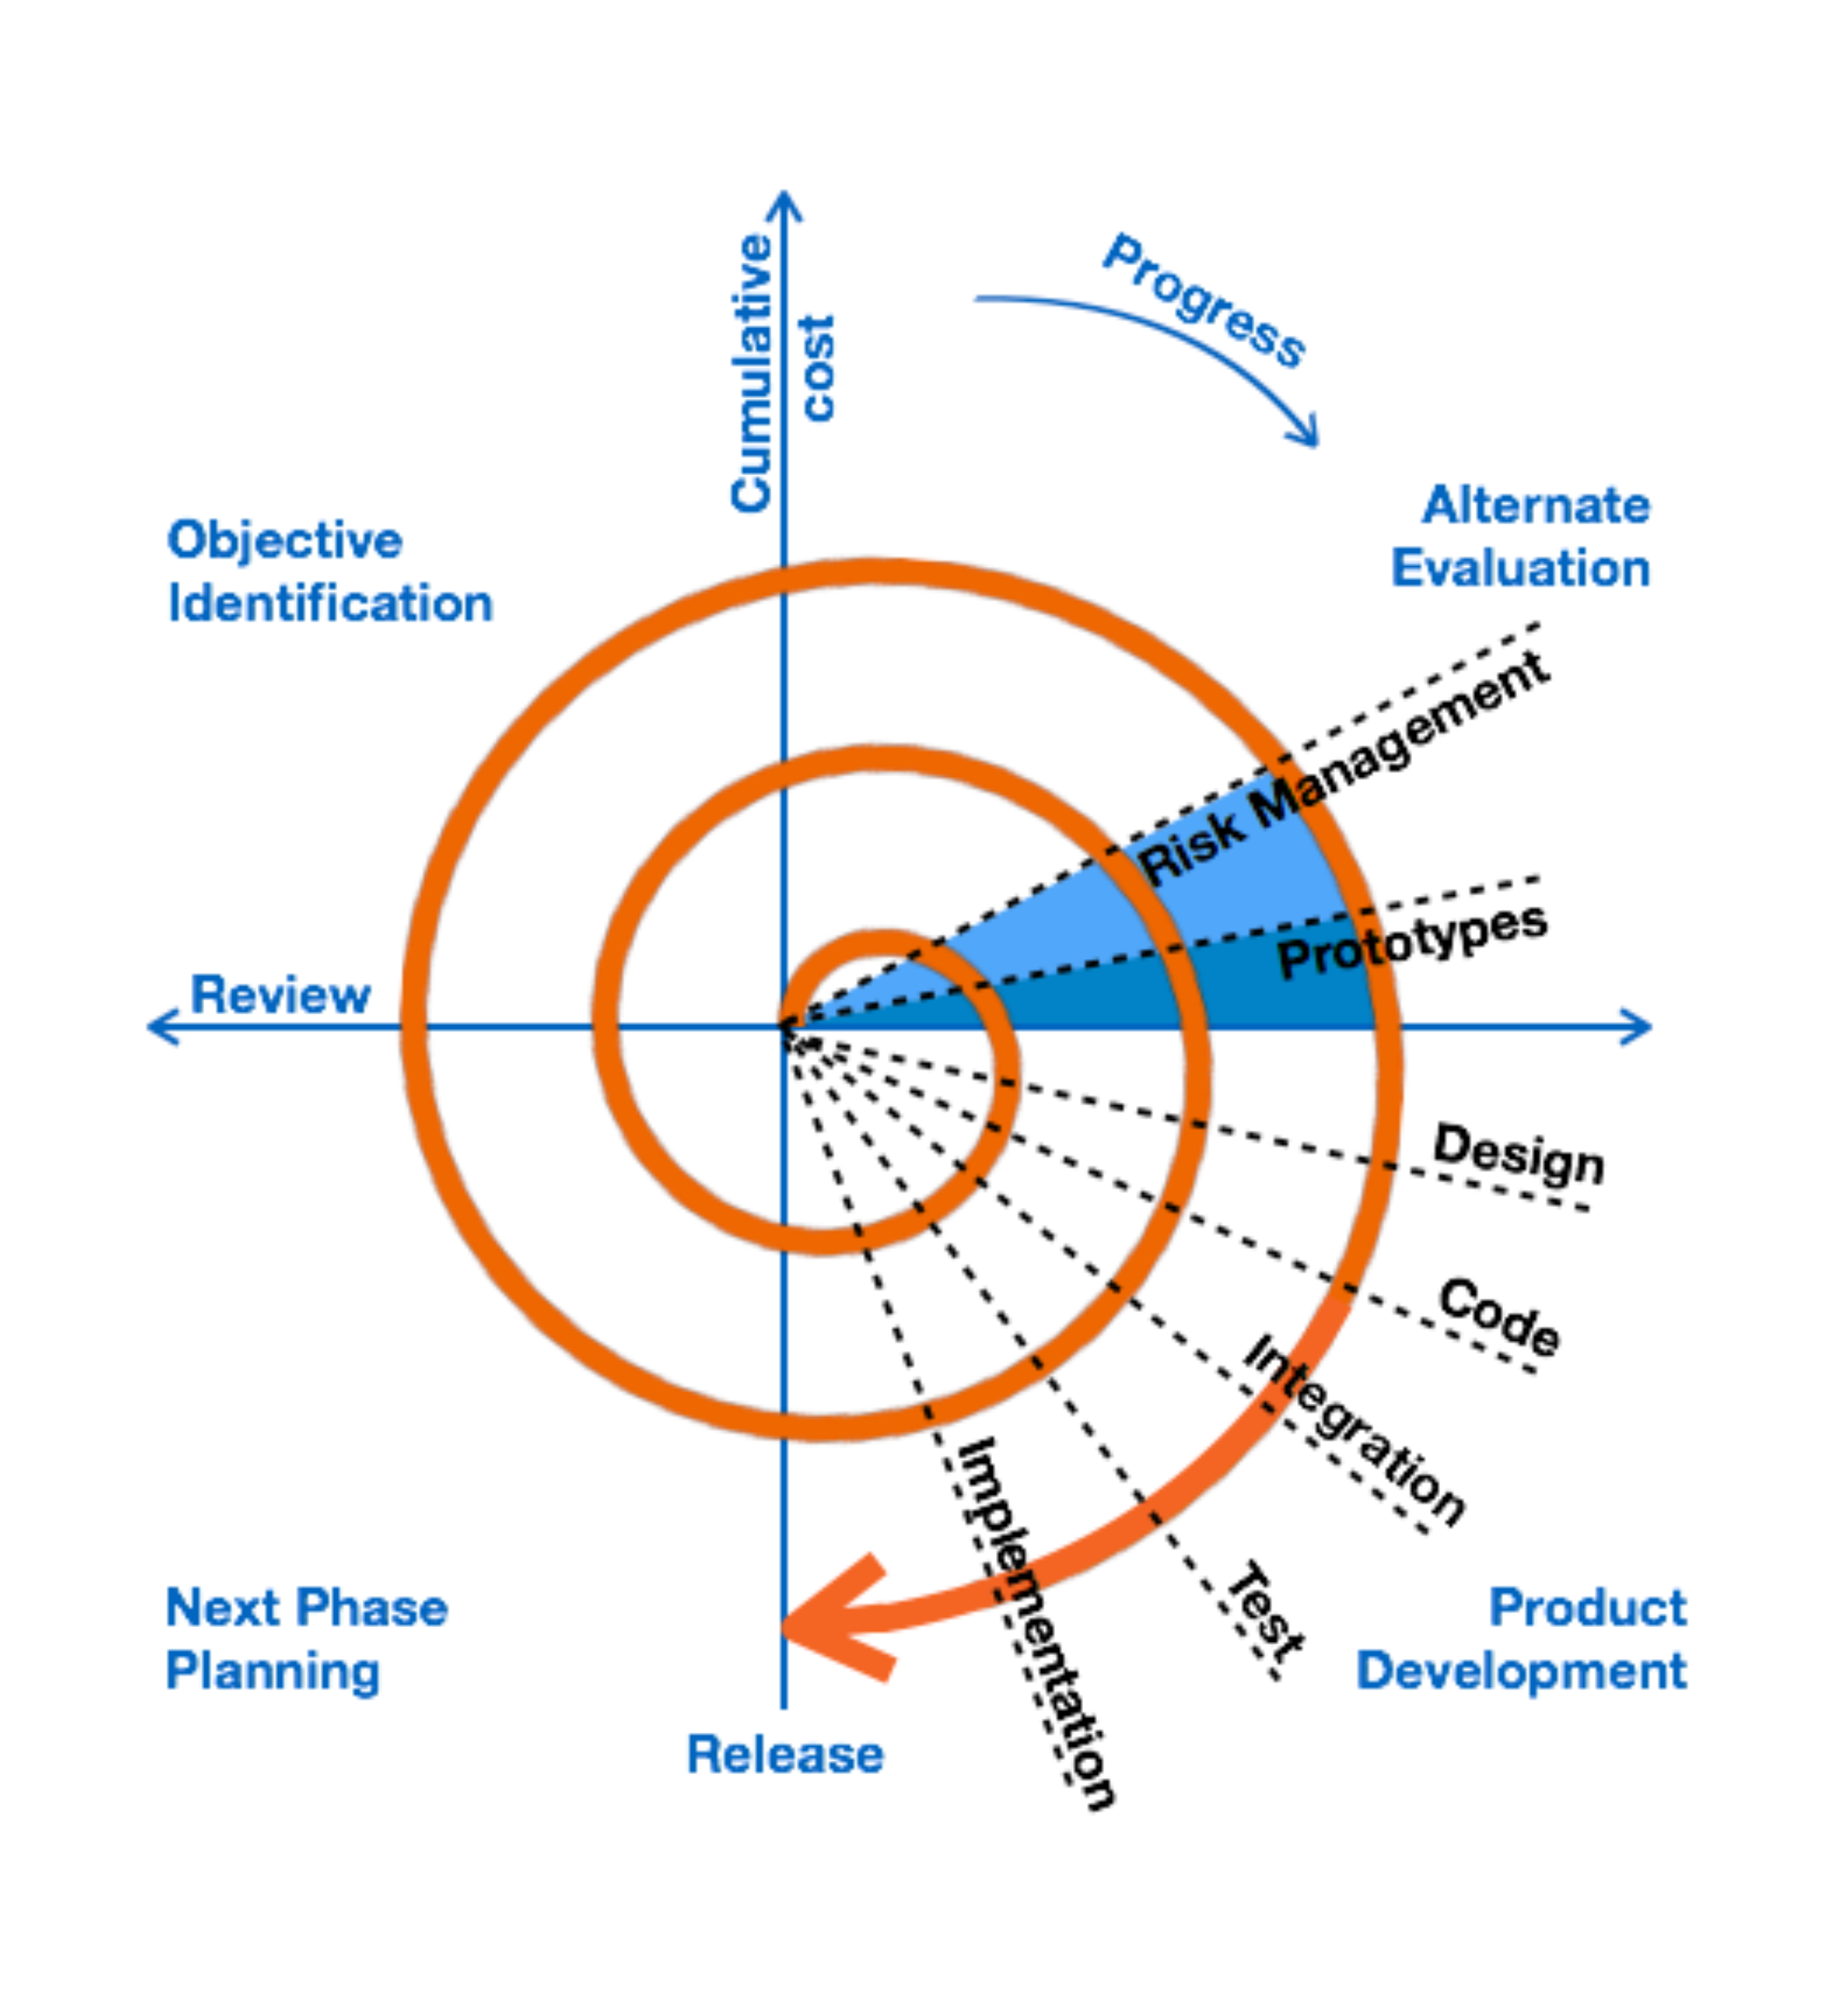 Cumulative
cost
Progress
Objective
Identification
Alternate
Evaluation
Risk Management
Prototypes
Review
Design
Code
Integration
Test
Implementation
Next Phase
Planning
Product
Development
Release